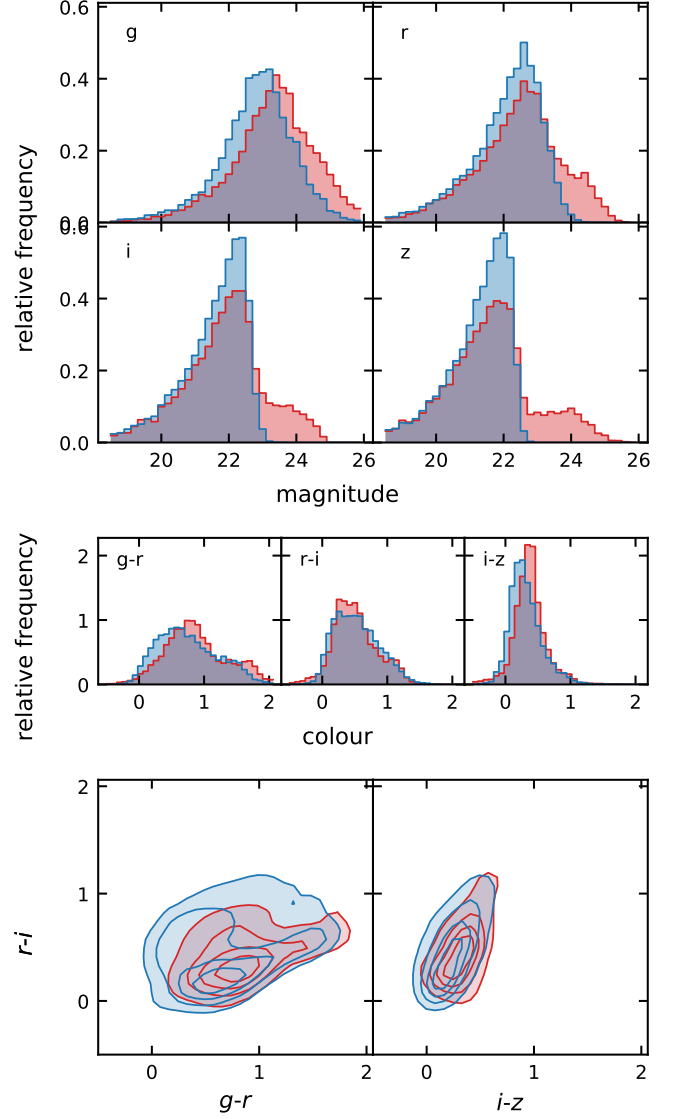 0.6
g
r
0.4
0.2
0.0
relative frequency
0.6
i
z
0.4
0.2
0.0
20 22 24 26 20 22 24 26
magnitude
2
g-r
r-i
i-z
1
0
relative frequency
0 1 2 0 1 2 0 1 2
colour
2
1
0
r-i
0 1 2 0 1 2
g-r
i-z